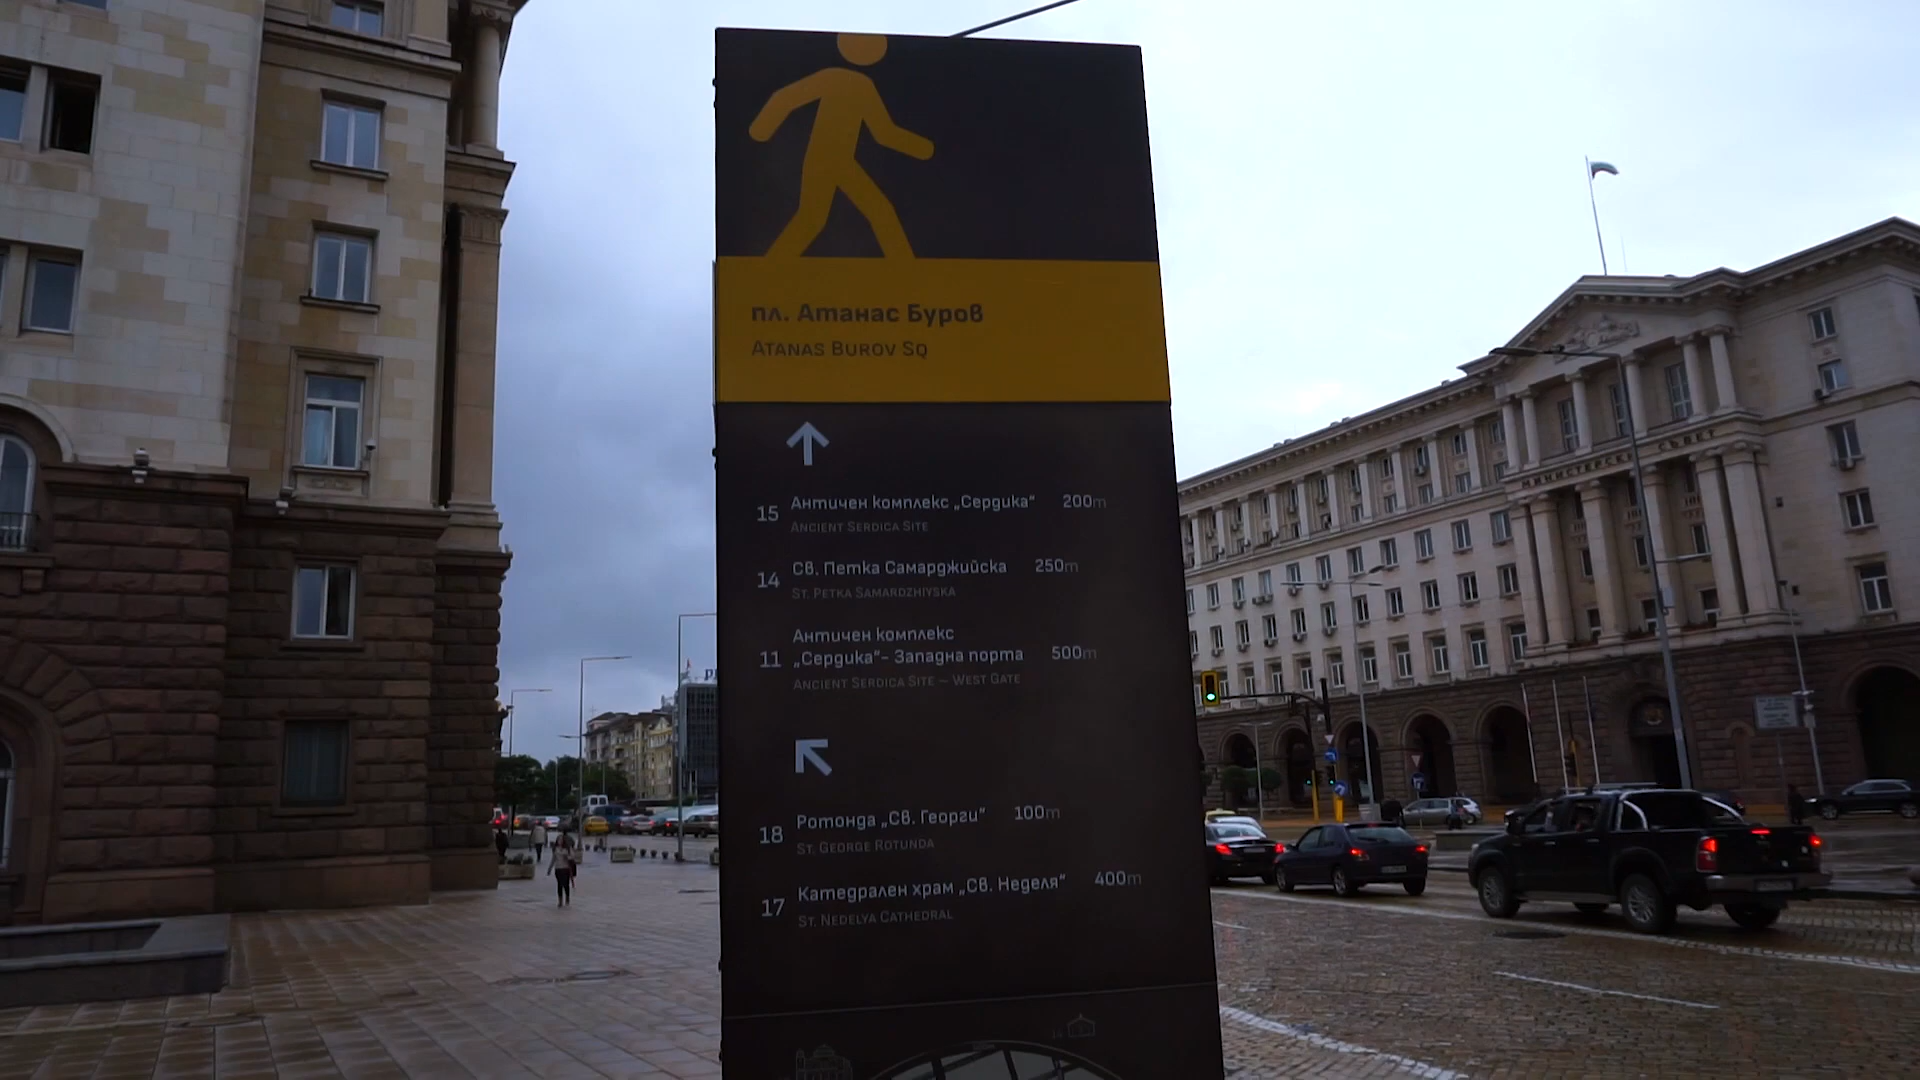 пл. Атанас Буров
ATANAS BUROV SQ
15 Античен комплекс „Сердика“ 200m
ANCIENT SERDICA SITE
14 Св. Петка Самарджийска 250m
ST. PETKA SAMARDZHIYSKA
Античен комплекс
11 „Сердика“- Западна порта 500m
ANCIENT SERDICA SITE – WEST GATE
18 Ротонда „Св. Георги“ 100m
ST. GEORGE ROTUNDA
17 Катедрален храм „Св. Неделя“ 400m
ST. NEDELYA CATHEDRAL
МИНИСТЕРСКИ СЪВЕТ